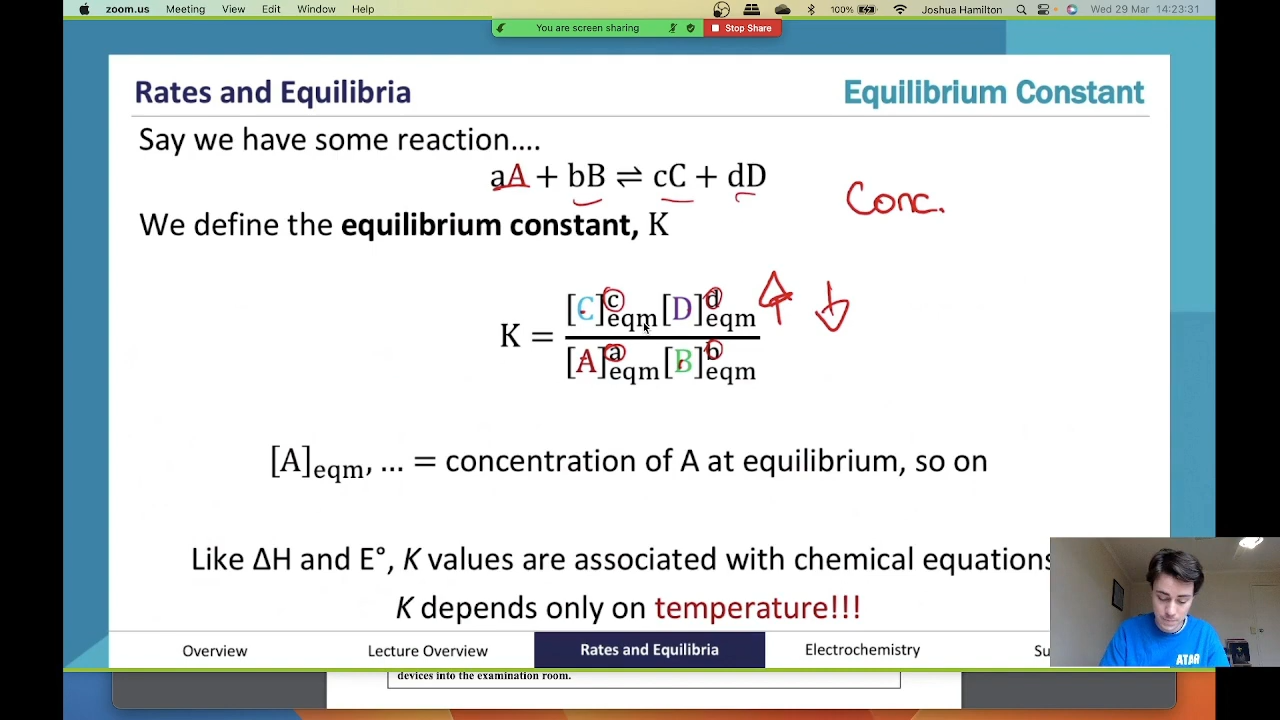 zoom.us Meeting View Edit Window Help 100% Joshua Hamilton Wed 29 Mar 14:23:31
You are screen sharing Stop Share
Rates and Equilibria Equilibrium Constant
Say we have some reaction....
aA + bB ⇌ cC + dD
Conc.
We define the equilibrium constant, K
K = [C]^c_eqm [D]^d_eqm / [A]^a_eqm [B]^b_eqm
[A]eqm, ... = concentration of A at equilibrium, so on
Like ΔH and E°, K values are associated with chemical equations
K depends only on temperature!!!
ATAR
Overview Lecture Overview Rates and Equilibria Electrochemistry Su
devices into the examination room.